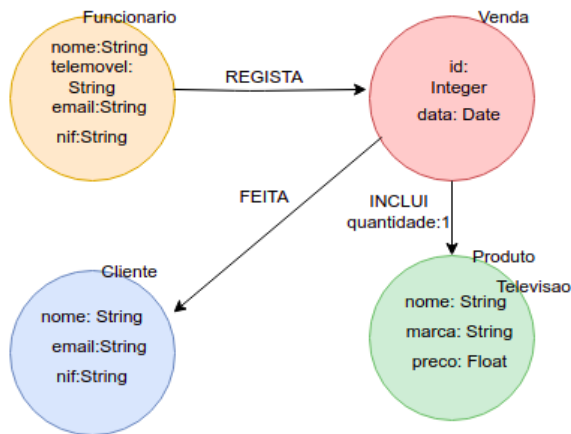 Funcionario
nome:String
telemovel:
String
email:String
nif:String
REGISTA
Venda
id:
Integer
data: Date
FEITA
INCLUI
quantidade:1
Cliente
nome: String
email:String
nif:String
Produto
Televisao
nome: String
marca: String
preco: Float